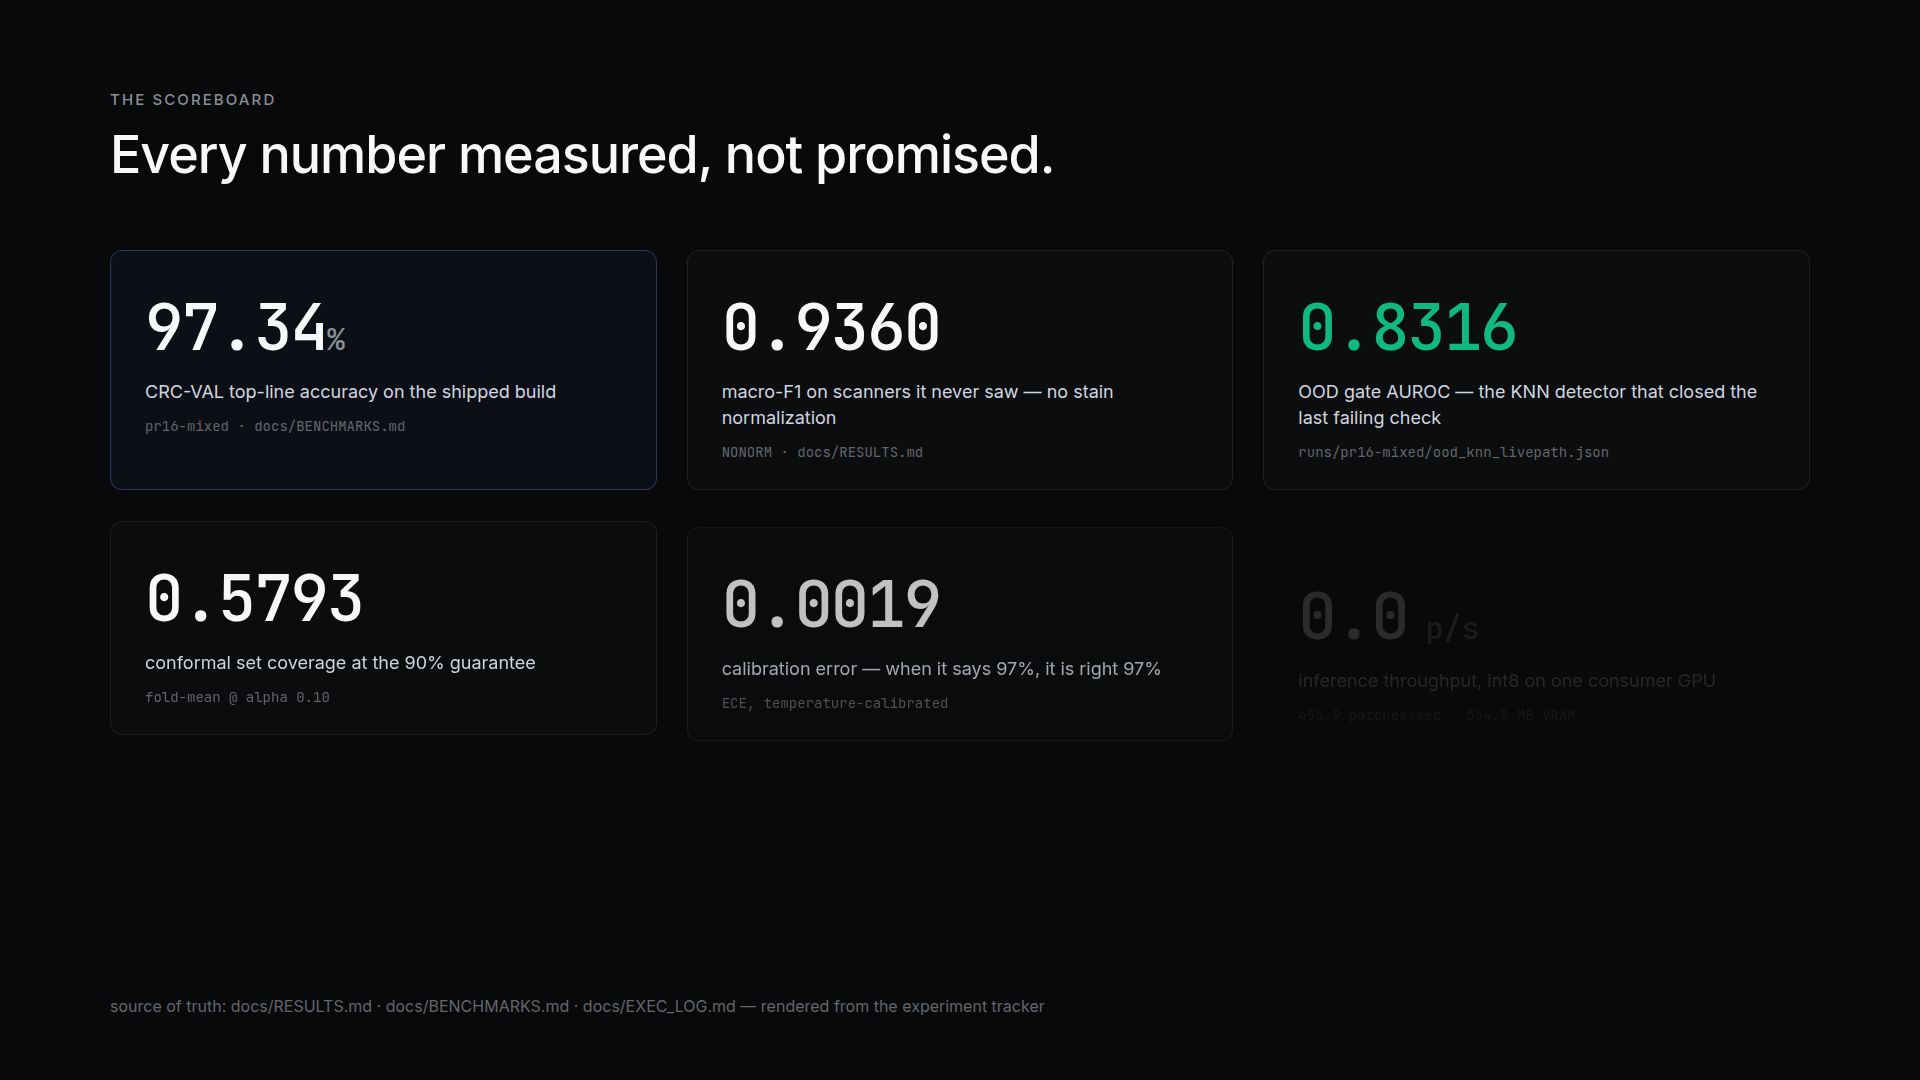 THE SCOREBOARD
Every number measured, not promised.
97.34%
CRC-VAL top-line accuracy on the shipped build
pr16-mixed · docs/BENCHMARKS.md
0.9360
macro-F1 on scanners it never saw — no stain
normalization
NONORM · docs/RESULTS.md
0.8316
OOD gate AUROC — the KNN detector that closed the
last failing check
runs/pr16-mixed/ood_knn_livepath.json
0.5793
conformal set coverage at the 90% guarantee
fold-mean @ alpha 0.10
0.0019
calibration error — when it says 97%, it is right 97%
ECE, temperature-calibrated
0.0 p/s
inference throughput, int8 on one consumer GPU
455.9 patches/sec · 554.5 MB VRAM
source of truth: docs/RESULTS.md · docs/BENCHMARKS.md · docs/EXEC_LOG.md — rendered from the experiment tracker